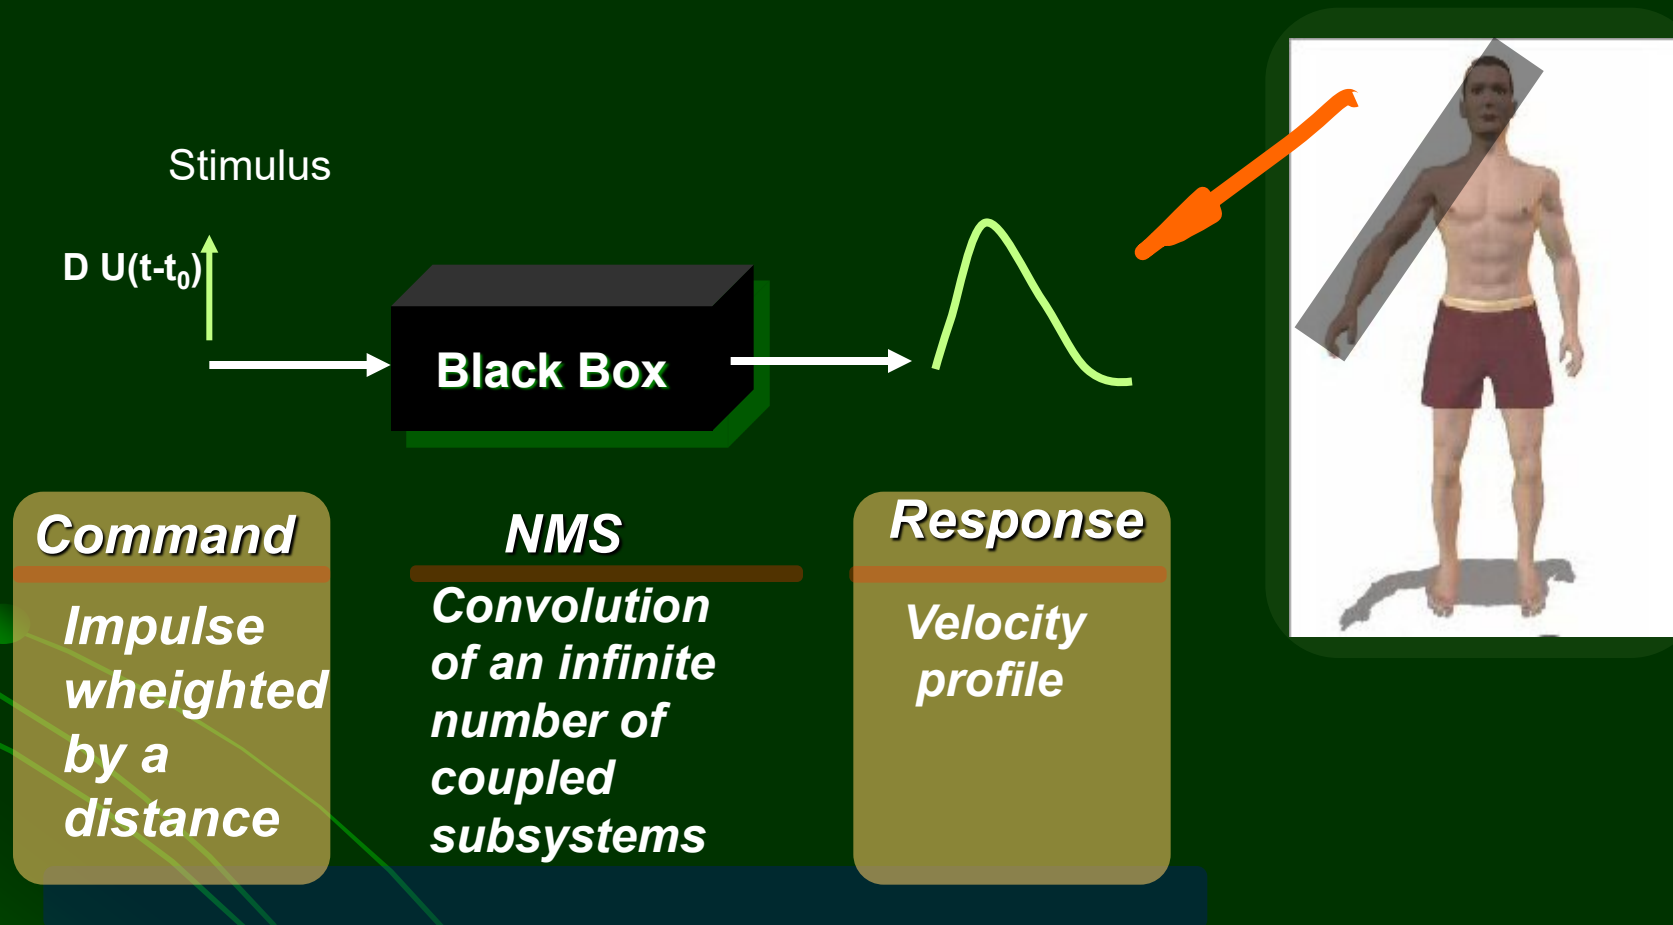 Stimulus
D U(t-t₀)
Black Box
Command
Impulse
wheighted
by a
distance
NMS
Convolution
of an infinite
number of
coupled
subsystems
Response
Velocity
profile